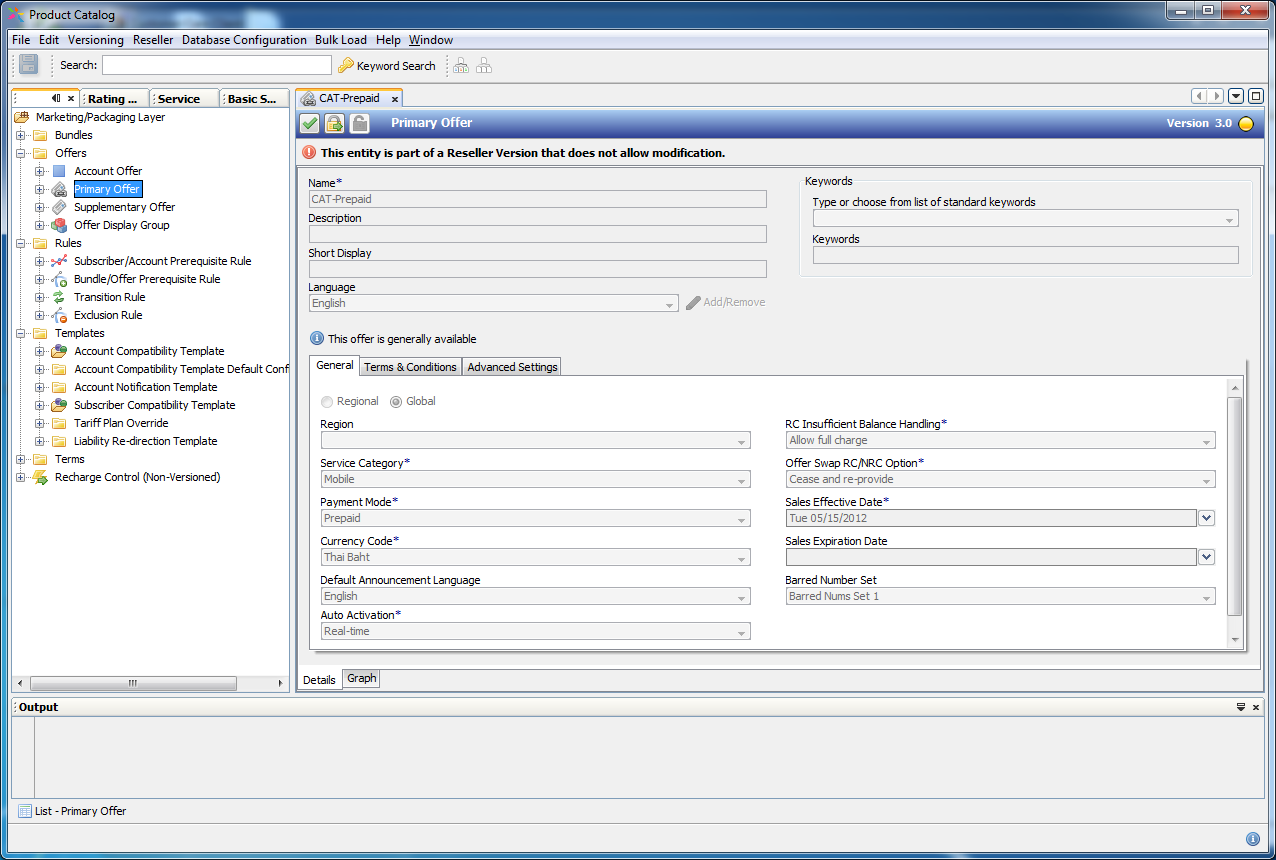 Product Catalog
File Edit Versioning Reseller Database Configuration Bulk Load Help Window
Search: Keyword Search
Rating ... Service Basic S...
Marketing/Packaging Layer
Bundles
Offers
Account Offer
Primary Offer
Supplementary Offer
Offer Display Group
Rules
Subscriber/Account Prerequisite Rule
Bundle/Offer Prerequisite Rule
Transition Rule
Exclusion Rule
Templates
Account Compatibility Template
Account Compatibility Template Default Conf
Account Notification Template
Subscriber Compatibility Template
Tariff Plan Override
Liability Re-direction Template
Terms
Recharge Control (Non-Versioned)
CAT-Prepaid
Primary Offer
Version 3.0
This entity is part of a Reseller Version that does not allow modification.
Name*
CAT-Prepaid
Description
Short Display
Language
English
Add/Remove
Keywords
Type or choose from list of standard keywords
Keywords
This offer is generally available
General Terms & Conditions Advanced Settings
Regional Global
Region
Service Category*
Mobile
Payment Mode*
Prepaid
Currency Code*
Thai Baht
Default Announcement Language
English
Auto Activation*
Real-time
RC Insufficient Balance Handling*
Allow full charge
Offer Swap RC/NRC Option*
Cease and re-provide
Sales Effective Date*
Tue 05/15/2012
Sales Expiration Date
Barred Number Set
Barred Nums Set 1
Details Graph
Output
List - Primary Offer